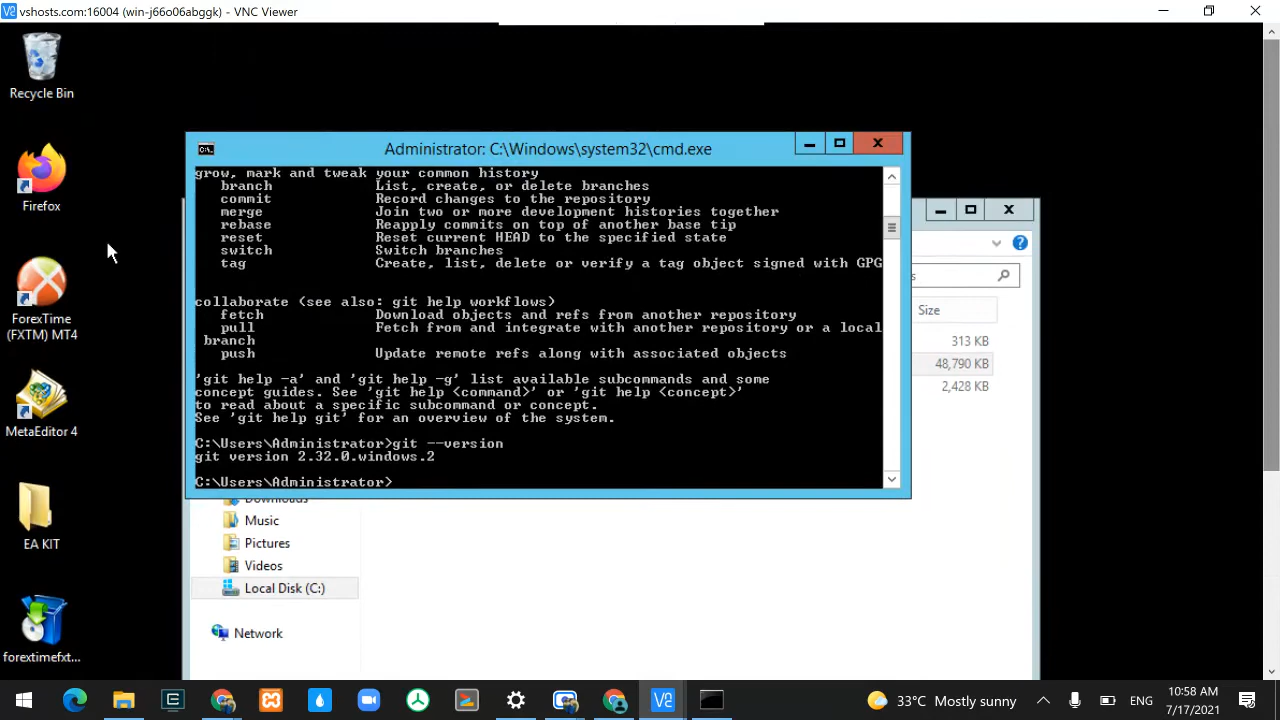 vshosts.com:16004 (win-j66o06abggk) - VNC Viewer
Recycle Bin
Firefox
ForexTime
(FXTM) MT4
MetaEditor 4
EA KIT
forextimefxt...
Administrator: C:\Windows\system32\cmd.exe
grow, mark and tweak your common history
branch List, create, or delete branches
commit Record changes to the repository
merge Join two or more development histories together
rebase Reapply commits on top of another base tip
reset Reset current HEAD to the specified state
switch Switch branches
tag Create, list, delete or verify a tag object signed with GPG
collaborate (see also: git help workflows)
fetch Download objects and refs from another repository
pull Fetch from and integrate with another repository or a local
branch
push Update remote refs along with associated objects
'git help -a' and 'git help -g' list available subcommands and some
concept guides. See 'git help <command>' or 'git help <concept>'
to read about a specific subcommand or concept.
See 'git help git' for an overview of the system.
C:\Users\Administrator>git --version
git version 2.32.0.windows.2
C:\Users\Administrator>
Size
313 KB
48,790 KB
2,428 KB
Downloads
Music
Pictures
Videos
Local Disk (C:)
Network
33°C Mostly sunny
ENG
10:58 AM
7/17/2021